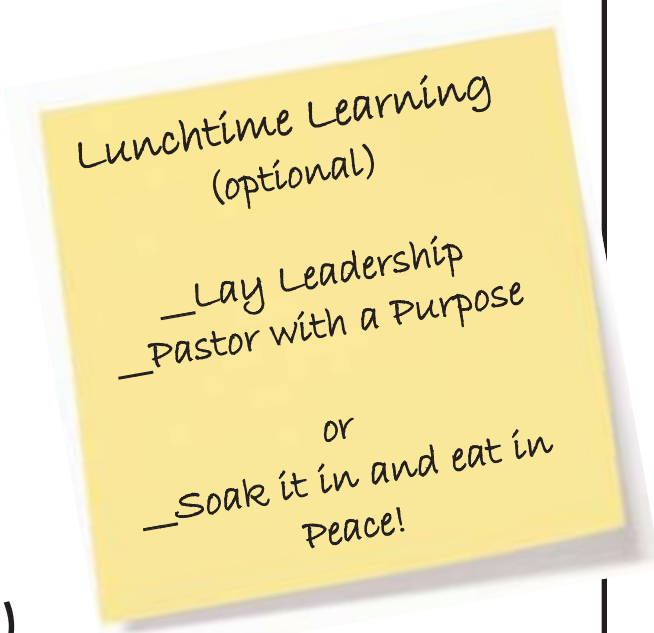 Lunchtime Learning
(optional)
__Lay Leadership
__Pastor with a Purpose
or
__Soak it in and eat in
Peace!
)